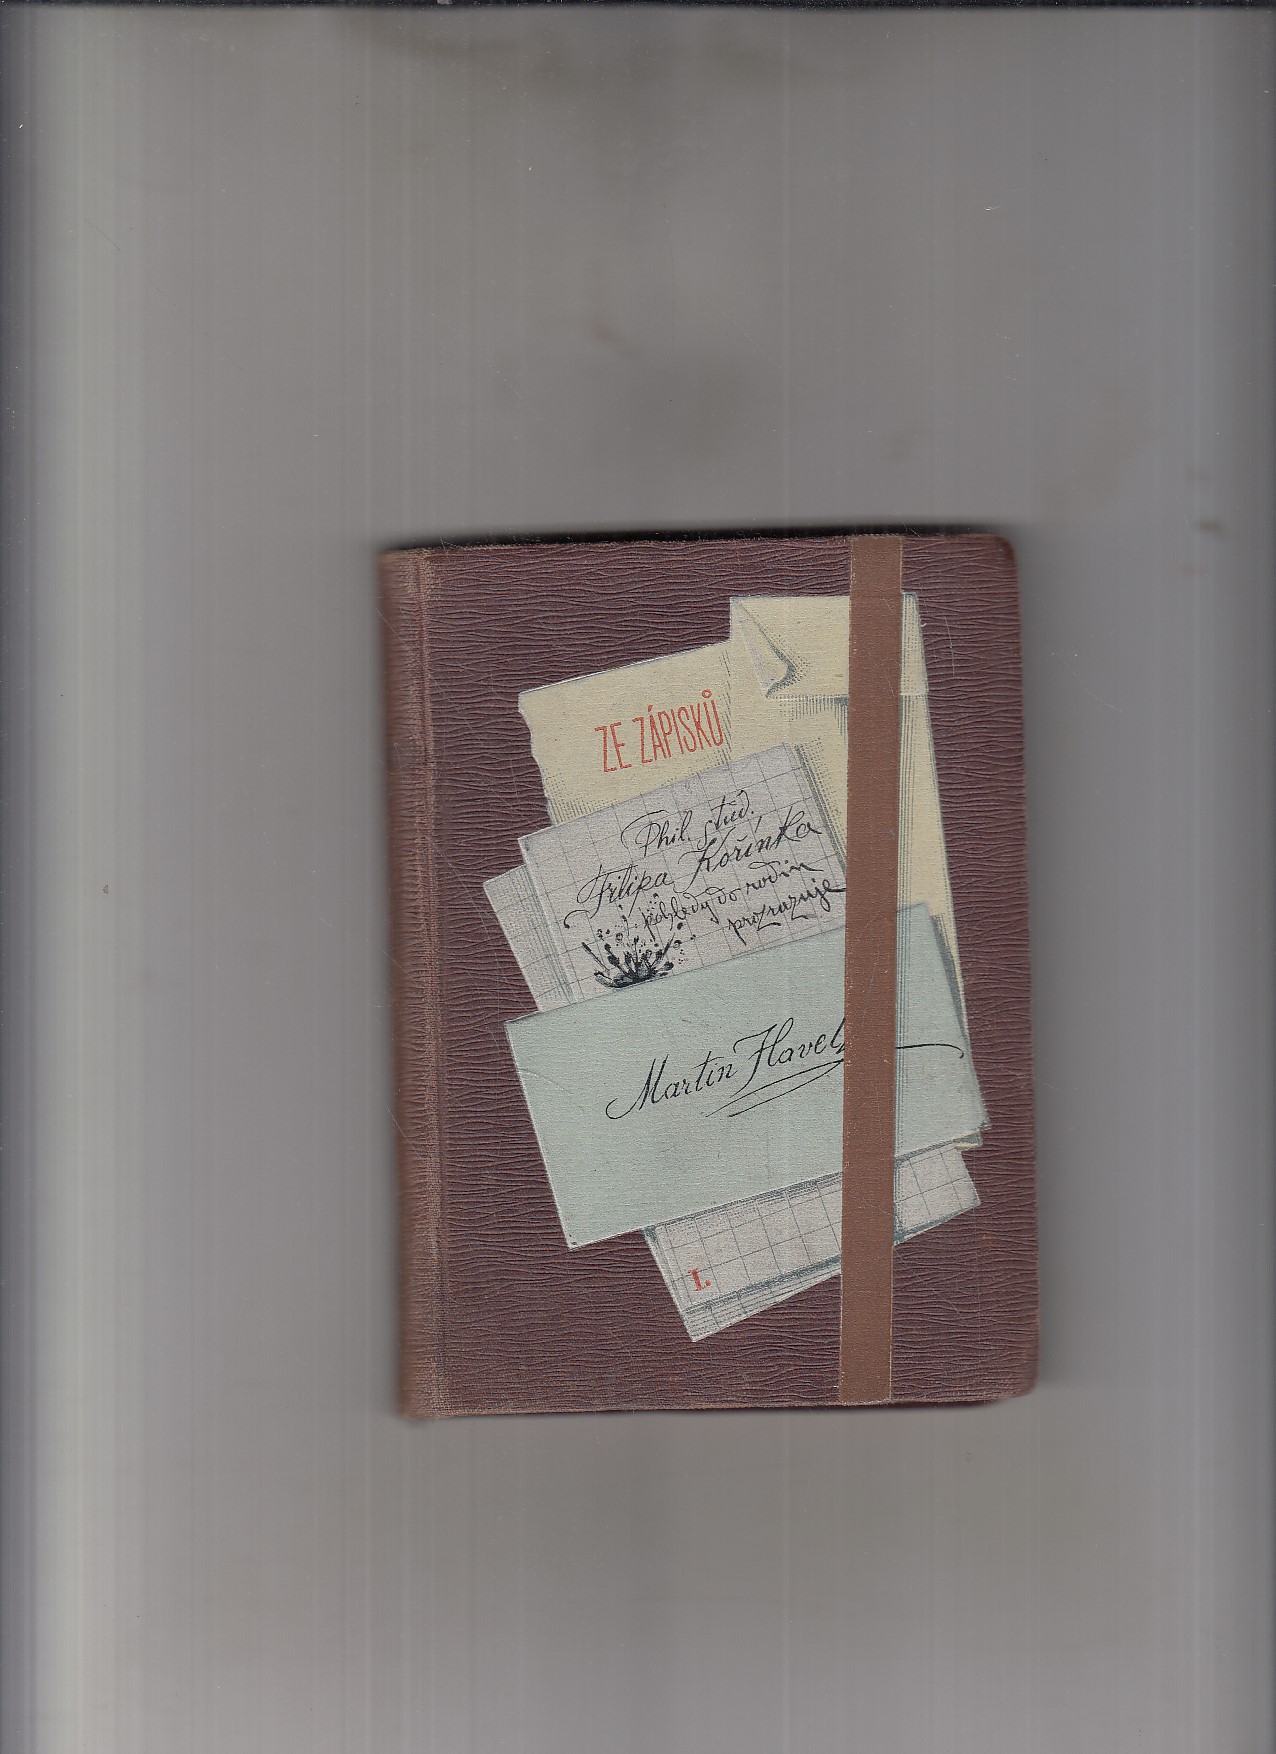 ZE ZÁPISKŮ
Phil. stud.
Filipa Kořínka
pohledy do rodin
prozrazuje
Martin Havel
I.